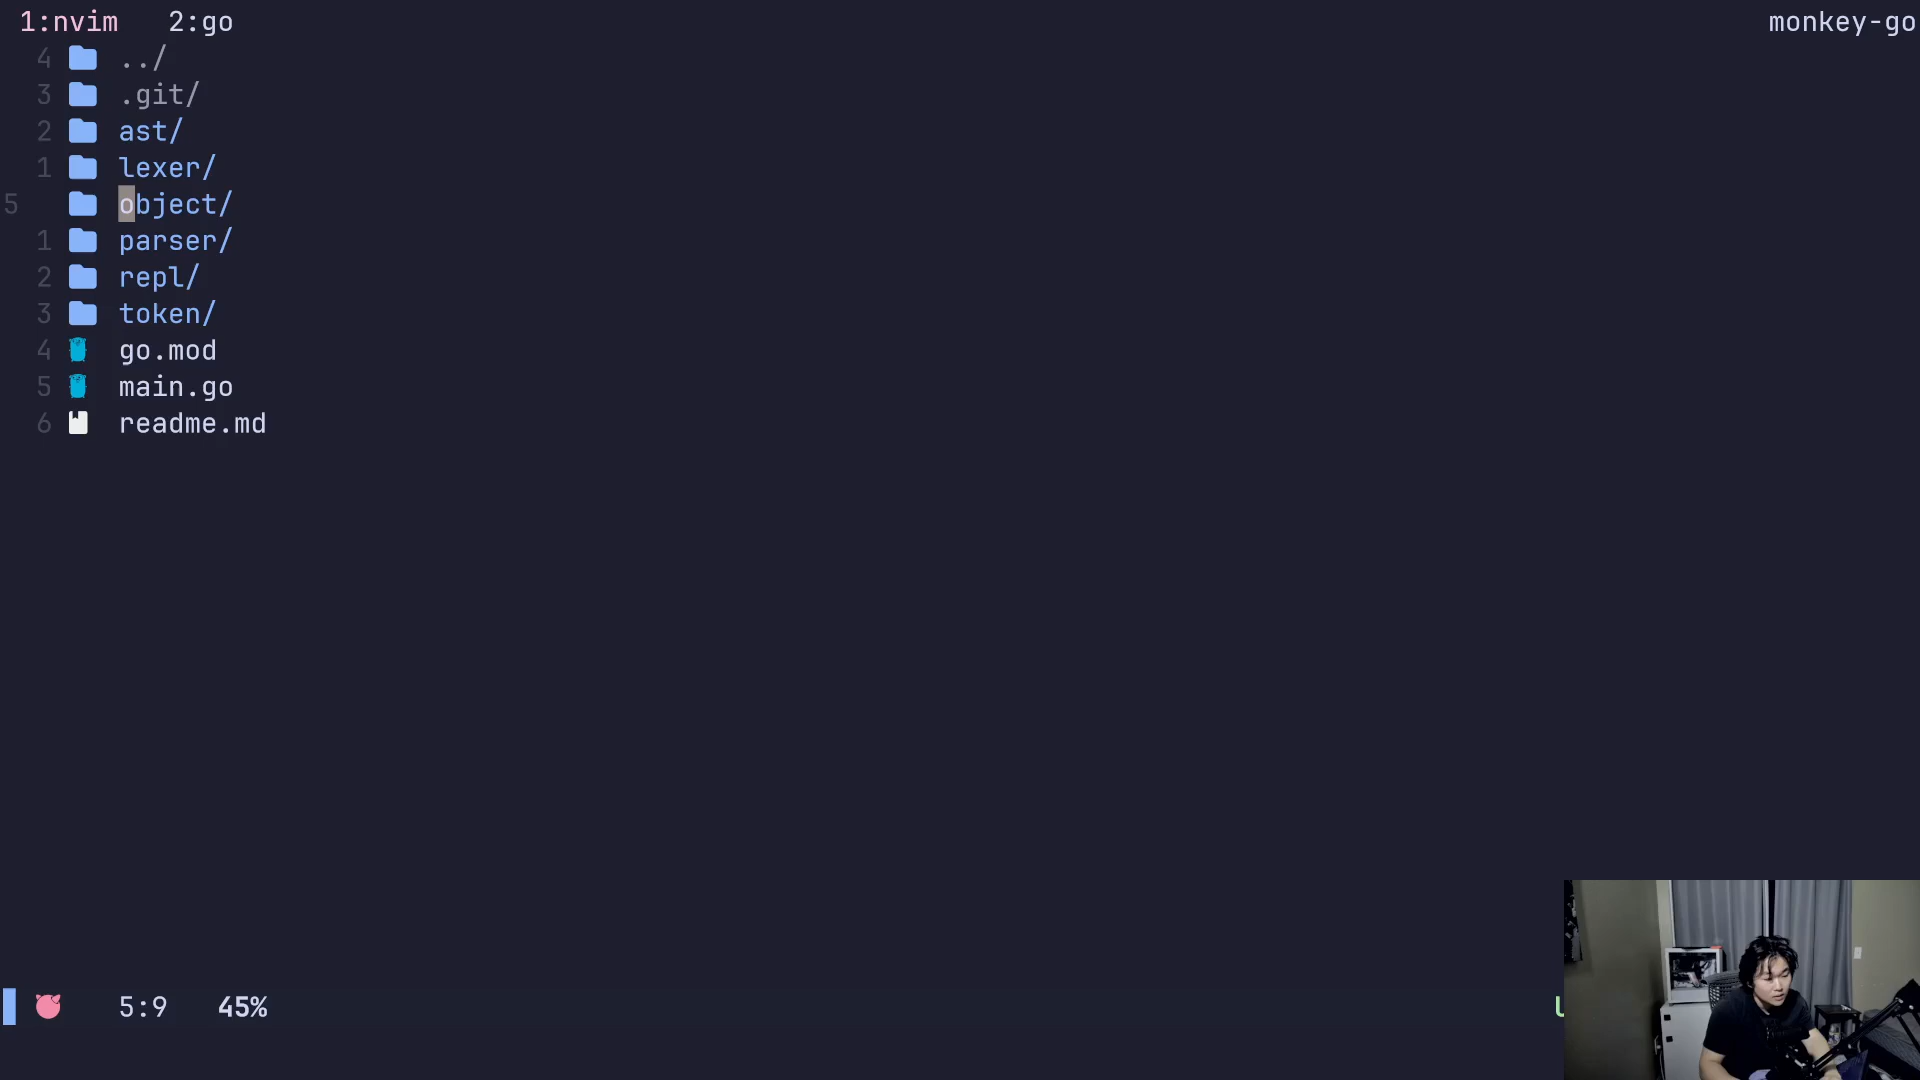 1:nvim 2:go monkey-go
4 ../
3 .git/
2 ast/
1 lexer/
5 object/
1 parser/
2 repl/
3 token/
4 go.mod
5 main.go
6 readme.md
5:9 45%